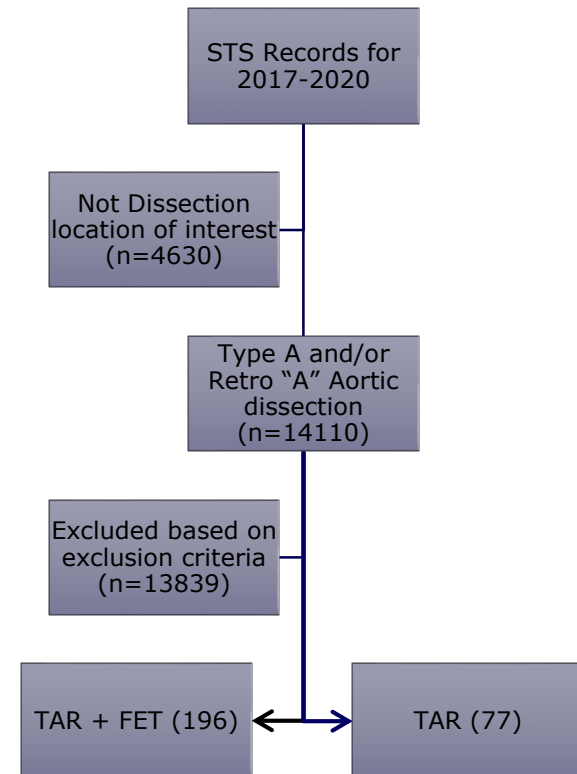 STS Records for
2017-2020
Not Dissection
location of interest
(n=4630)
Type A and/or
Retro “A” Aortic
dissection
(n=14110)
Excluded based on
exclusion criteria
(n=13839)
TAR + FET (196)
TAR (77)